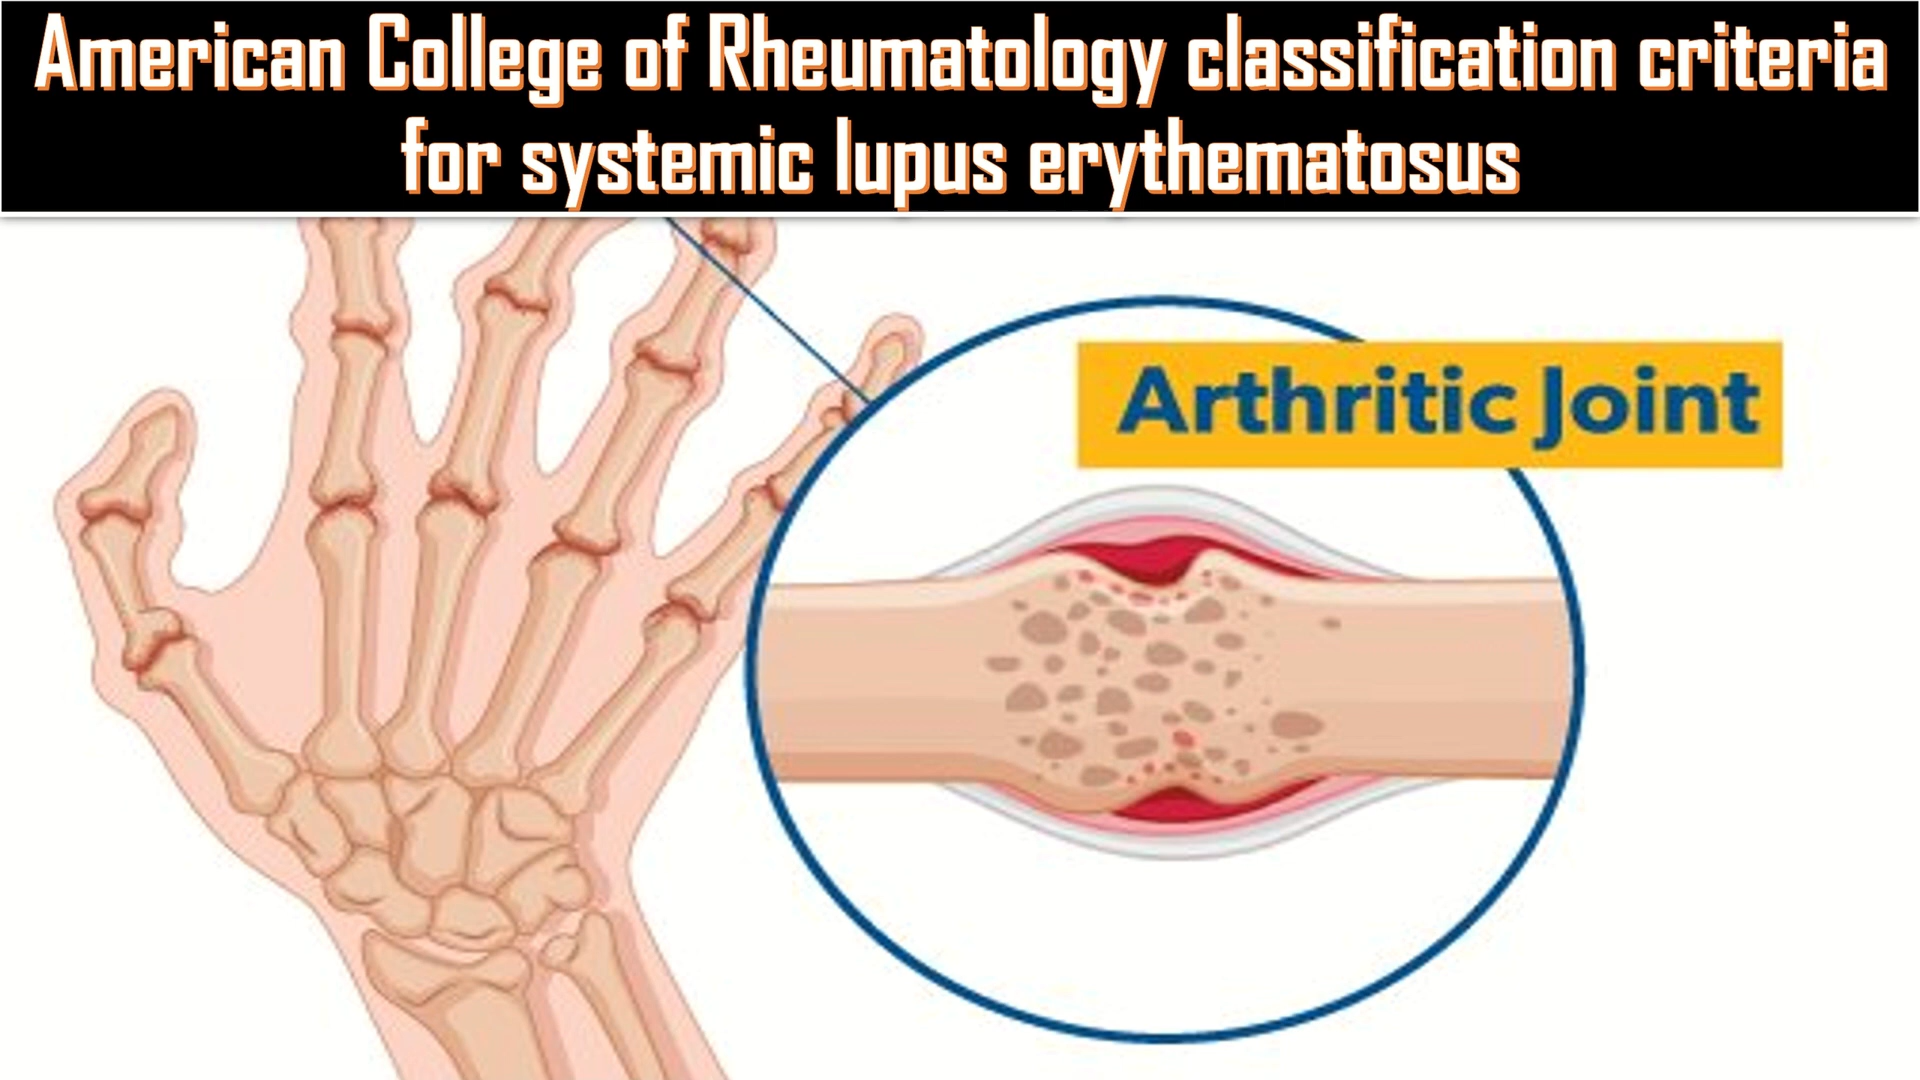 American College of Rheumatology classification criteria
for systemic lupus erythematosus
Arthritic Joint